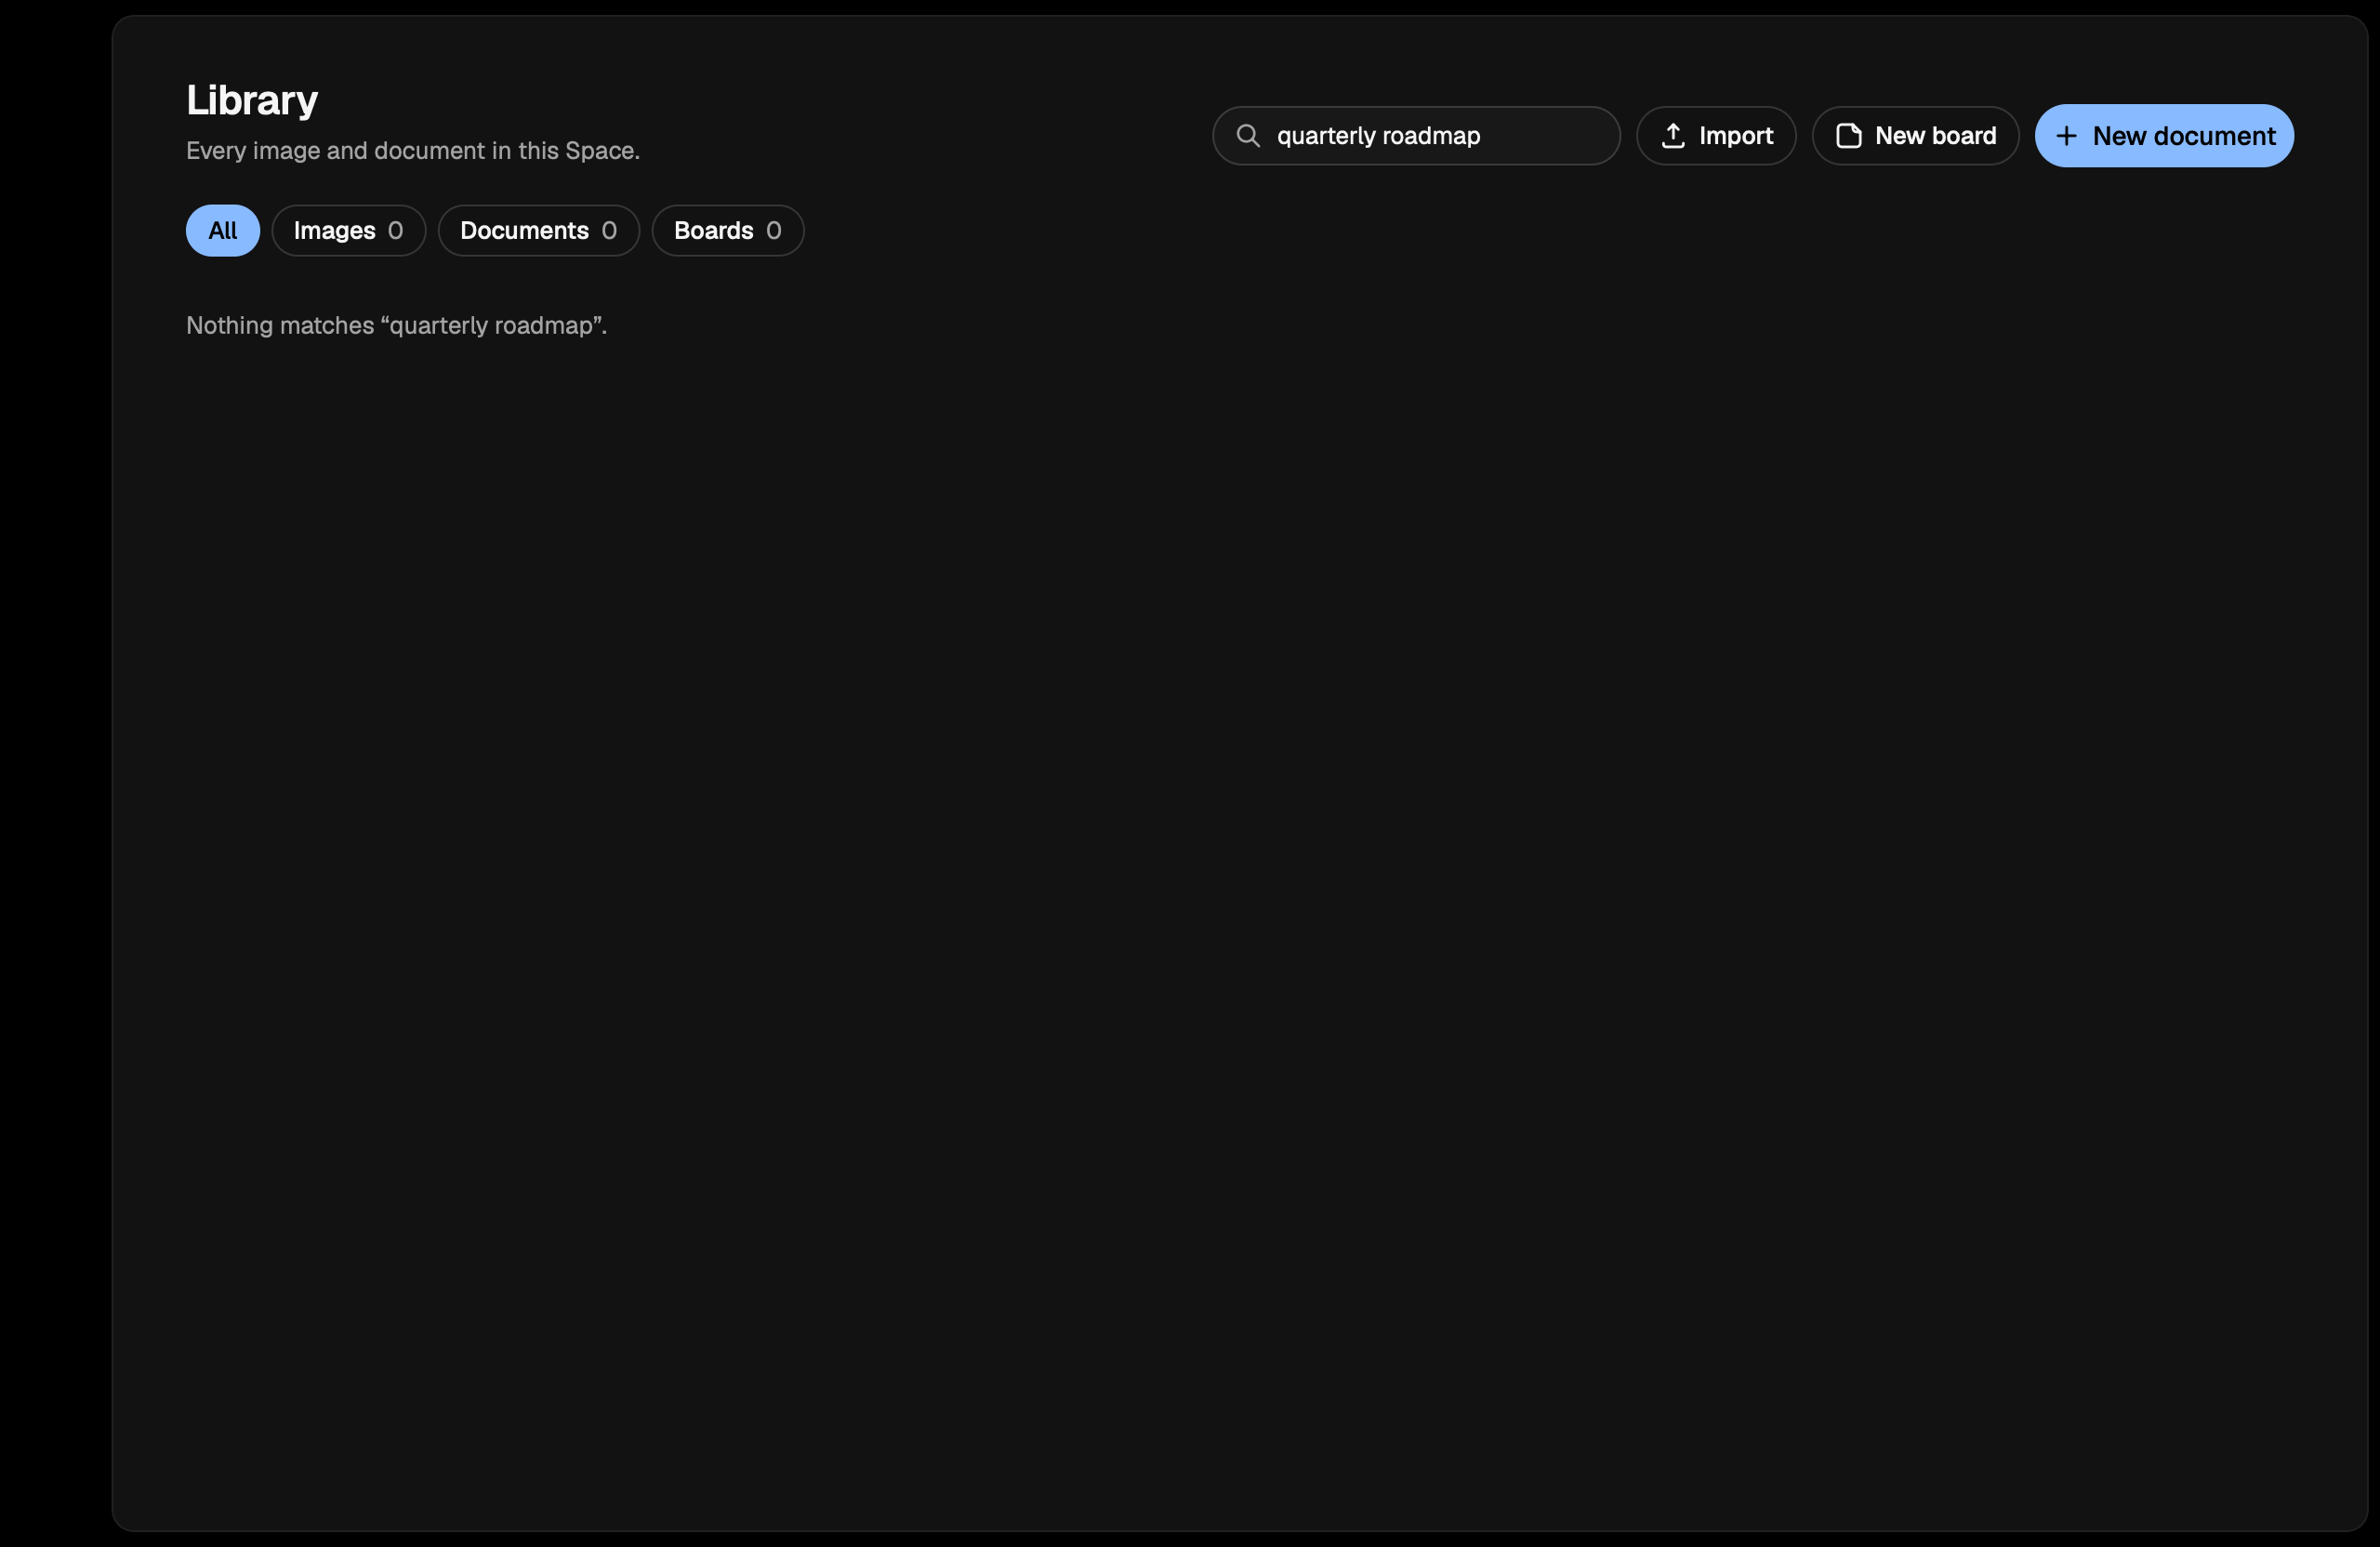 Library
Every image and document in this Space.
quarterly roadmap
Import
New board
New document
All
Images 0
Documents 0
Boards 0
Nothing matches “quarterly roadmap”.